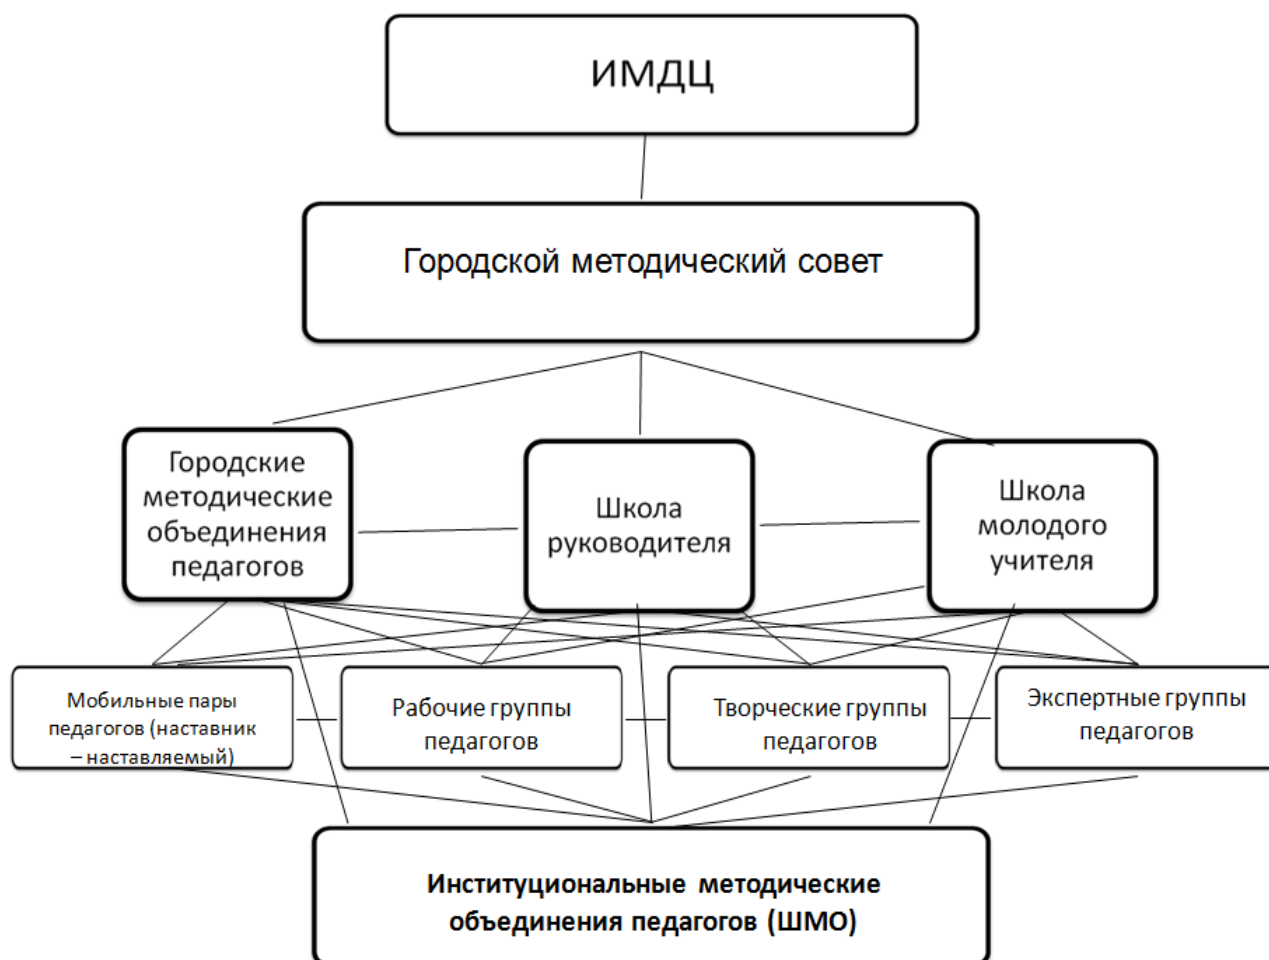 ИМДЦ
Городской методический совет
Городские
методические
объединения
педагогов
Школа
руководителя
Школа
молодого
учителя
Мобильные пары
педагогов (наставник
– наставляемый)
Рабочие группы
педагогов
Творческие группы
педагогов
Экспертные группы
педагогов
Институциональные методические
объединения педагогов (ШМО)